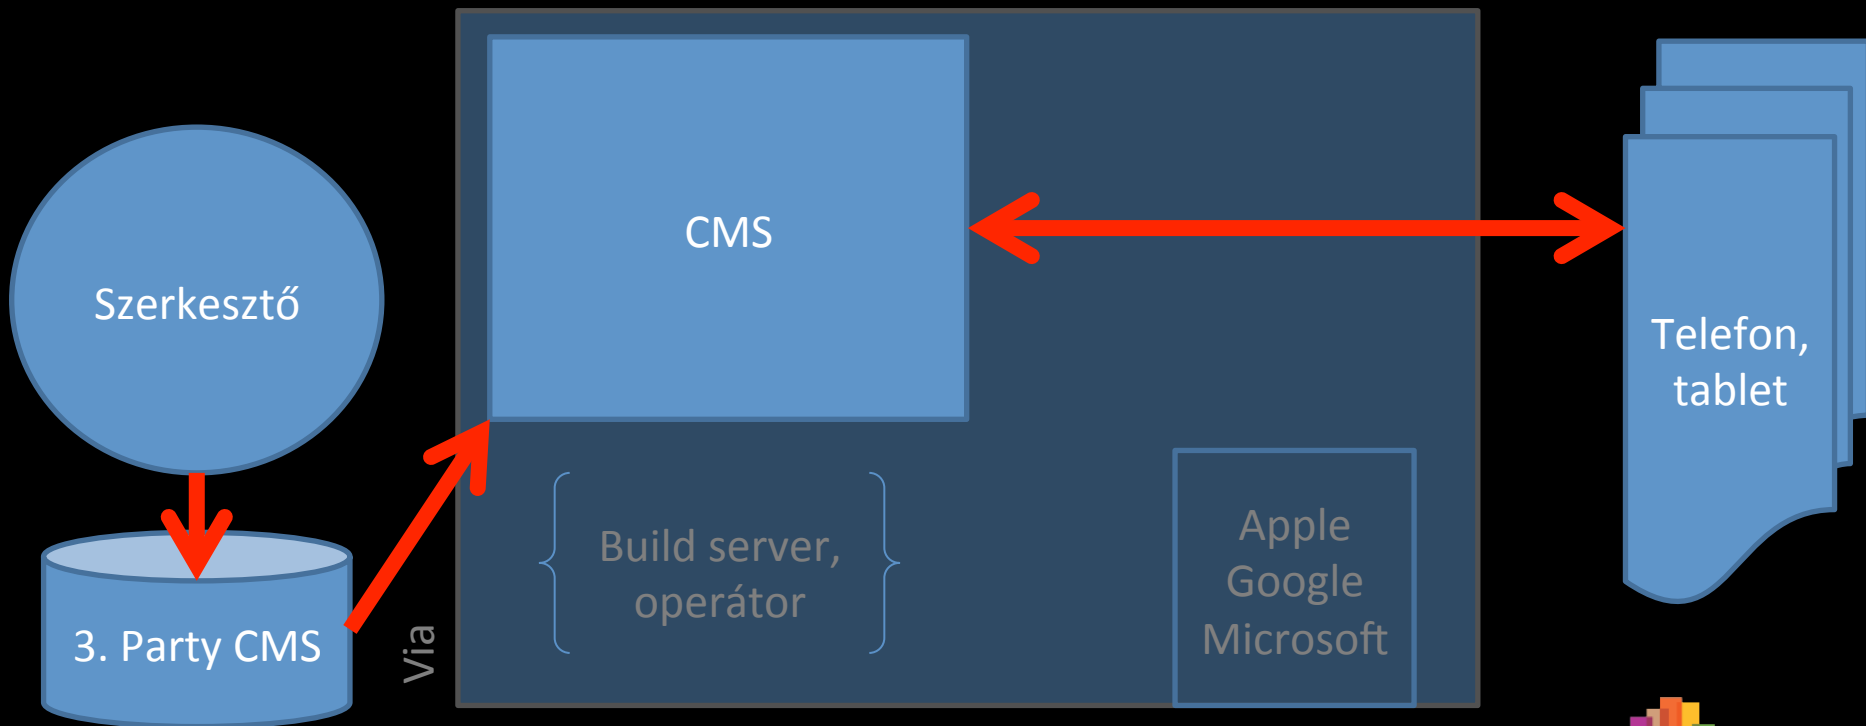 Szerkesztő
3. Party CMS
Via
CMS
Build server,
operátor
Apple
Google
Microsoft
Telefon,
tablet